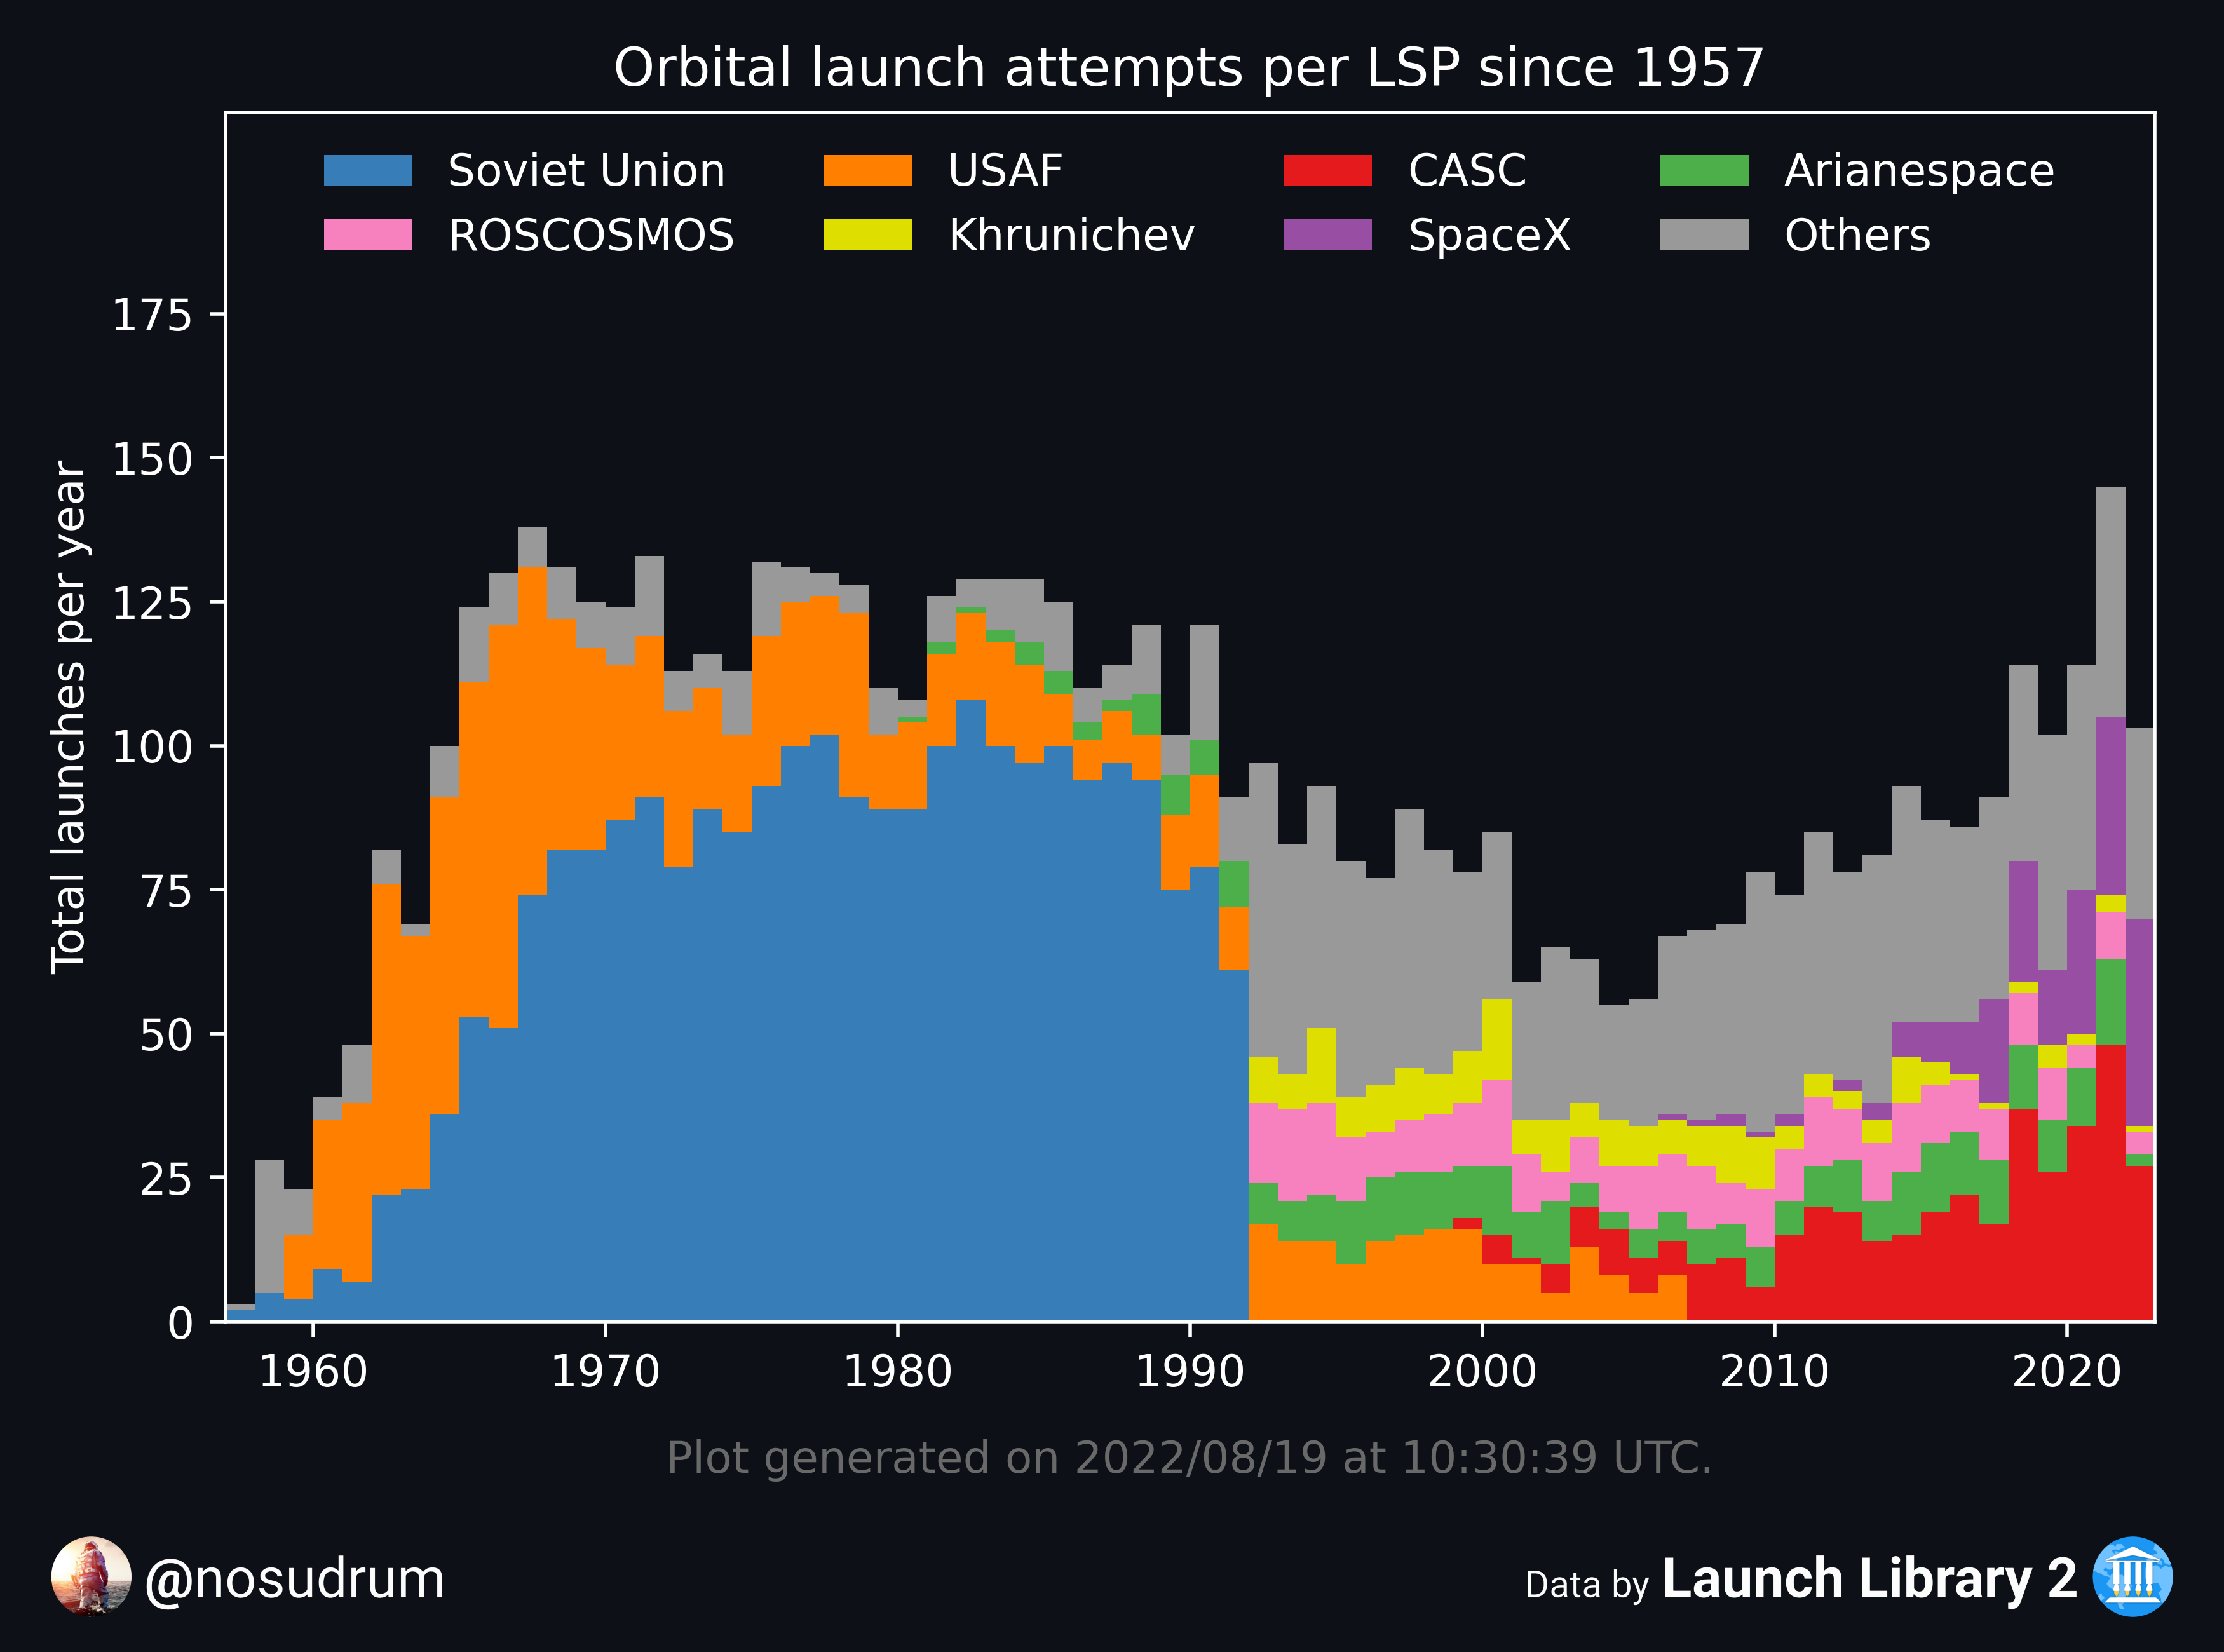 Orbital launch attempts per LSP since 1957
Soviet Union USAF CASC Arianespace
ROSCOSMOS Khrunichev SpaceX Others
Total launches per year
175
150
125
100
75
50
25
0
1960 1970 1980 1990 2000 2010 2020
Plot generated on 2022/08/19 at 10:30:39 UTC.
@nosudrum
Data by Launch Library 2